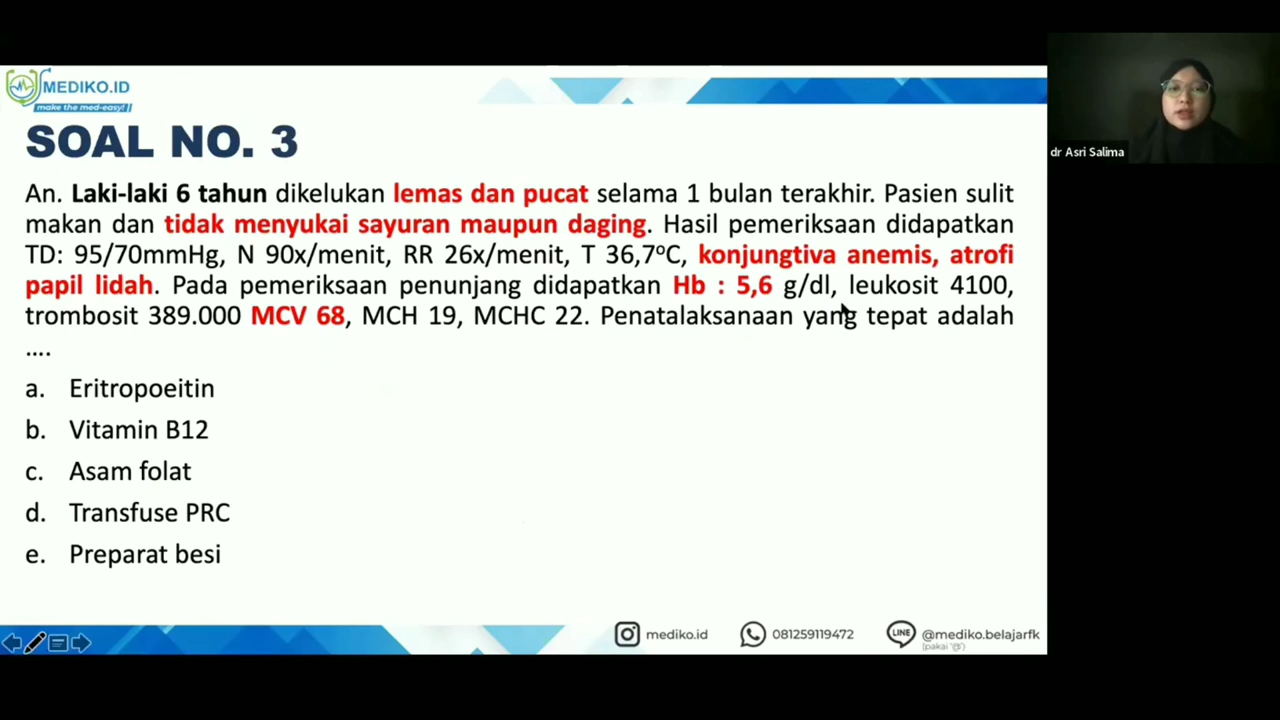 MEDIKO.ID
make the med-easy!
SOAL NO. 3
An. Laki-laki 6 tahun dikelukan lemas dan pucat selama 1 bulan terakhir. Pasien sulit
makan dan tidak menyukai sayuran maupun daging. Hasil pemeriksaan didapatkan
TD: 95/70mmHg, N 90x/menit, RR 26x/menit, T 36,7°C, konjungtiva anemis, atrofi
papil lidah. Pada pemeriksaan penunjang didapatkan Hb : 5,6 g/dl, leukosit 4100,
trombosit 389.000 MCV 68, MCH 19, MCHC 22. Penatalaksanaan yang tepat adalah
....
a. Eritropoeitin
b. Vitamin B12
c. Asam folat
d. Transfuse PRC
e. Preparat besi
mediko.id
081259119472
LINE
@mediko.belajarfk
(pakai '@')
dr Asri Salima